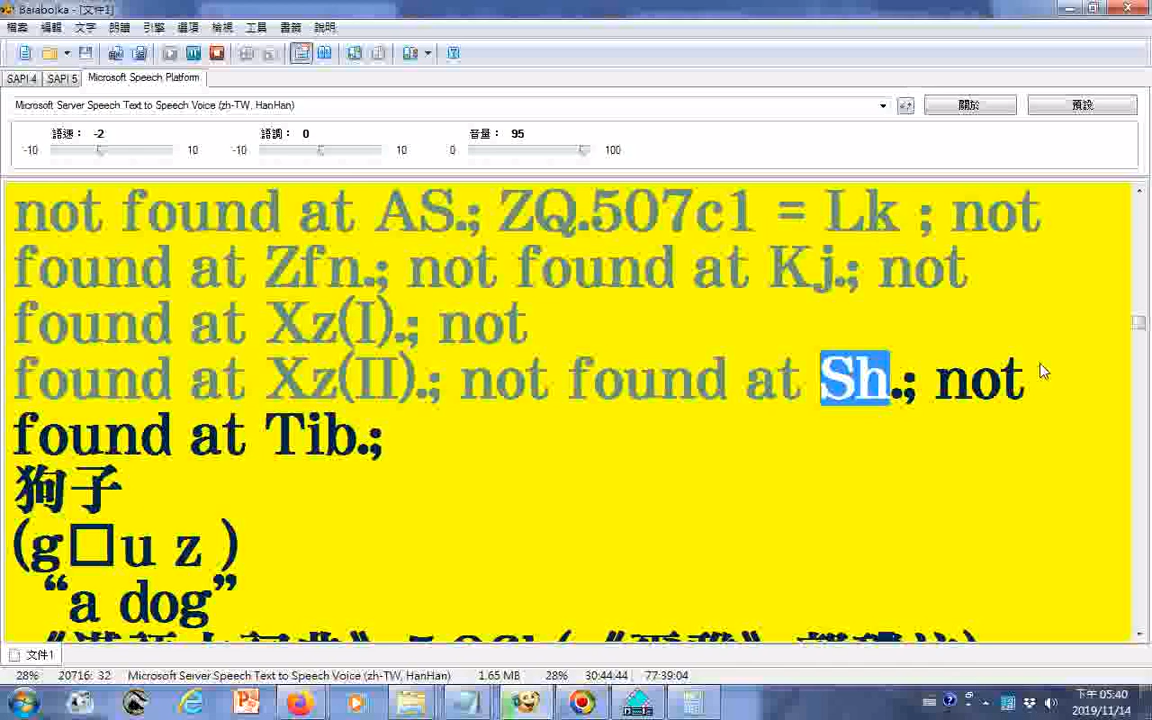 Balabolka - [文件1]
檔案 編輯 文字 朗讀 引擎 選項 檢視 工具 書籤 說明
SAPI 4 SAPI 5 Microsoft Speech Platform
Microsoft Server Speech Text to Speech Voice (zh-TW, HanHan)
關於 預設
語速： -2 語調： 0 音量： 95
-10 10 -10 10 0 100
not found at AS.; ZQ.507c1 = Lk ; not
found at Zfn.; not found at Kj.; not
found at Xz(I).; not
found at Xz(II).; not found at Sh.; not
found at Tib.;
狗子
(g□u z )
“a dog”
文件1
28% 20716: 32 Microsoft Server Speech Text to Speech Voice (zh-TW, HanHan) 1.65 MB 28% 30:44:44 77:39:04
下午 05:40
2019/11/14